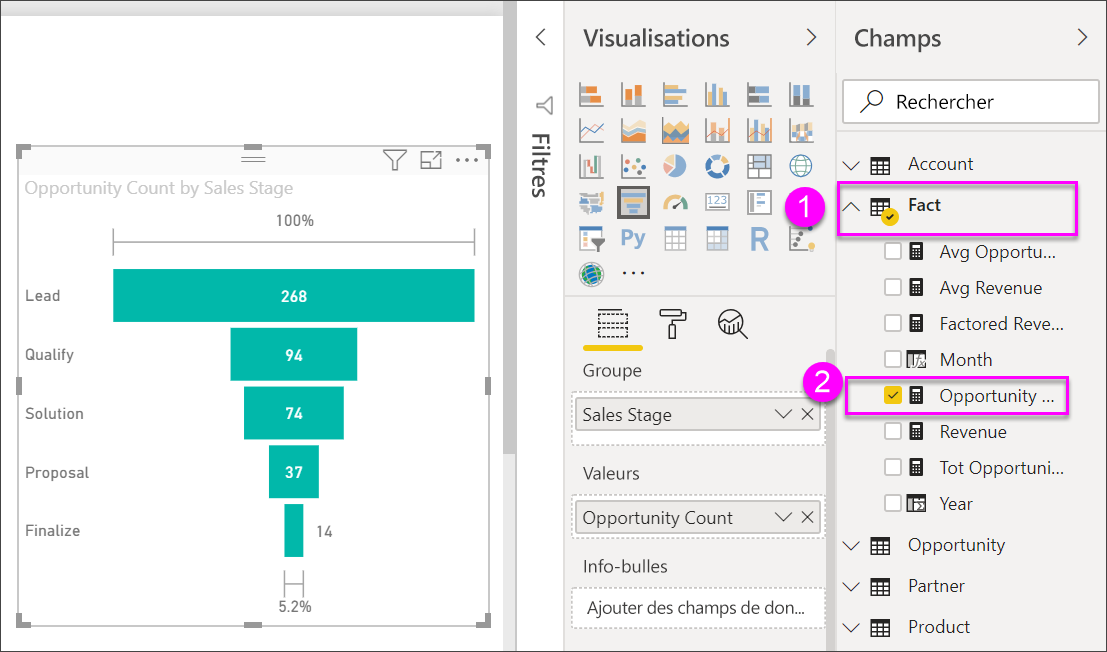 Opportunity Count by Sales Stage
100%
Lead
268
Qualify
94
Solution
74
Proposal
37
Finalize
14
5.2%
Filtres
Visualisations
123
Py
R
Groupe
Sales Stage
Valeurs
Opportunity Count
Info-bulles
Ajouter des champs de don...
Champs
Rechercher
Account
1
Fact
Avg Opportu...
Avg Revenue
Factored Reve...
Month
2
Opportunity ...
Revenue
Tot Opportuni...
Year
Opportunity
Partner
Product